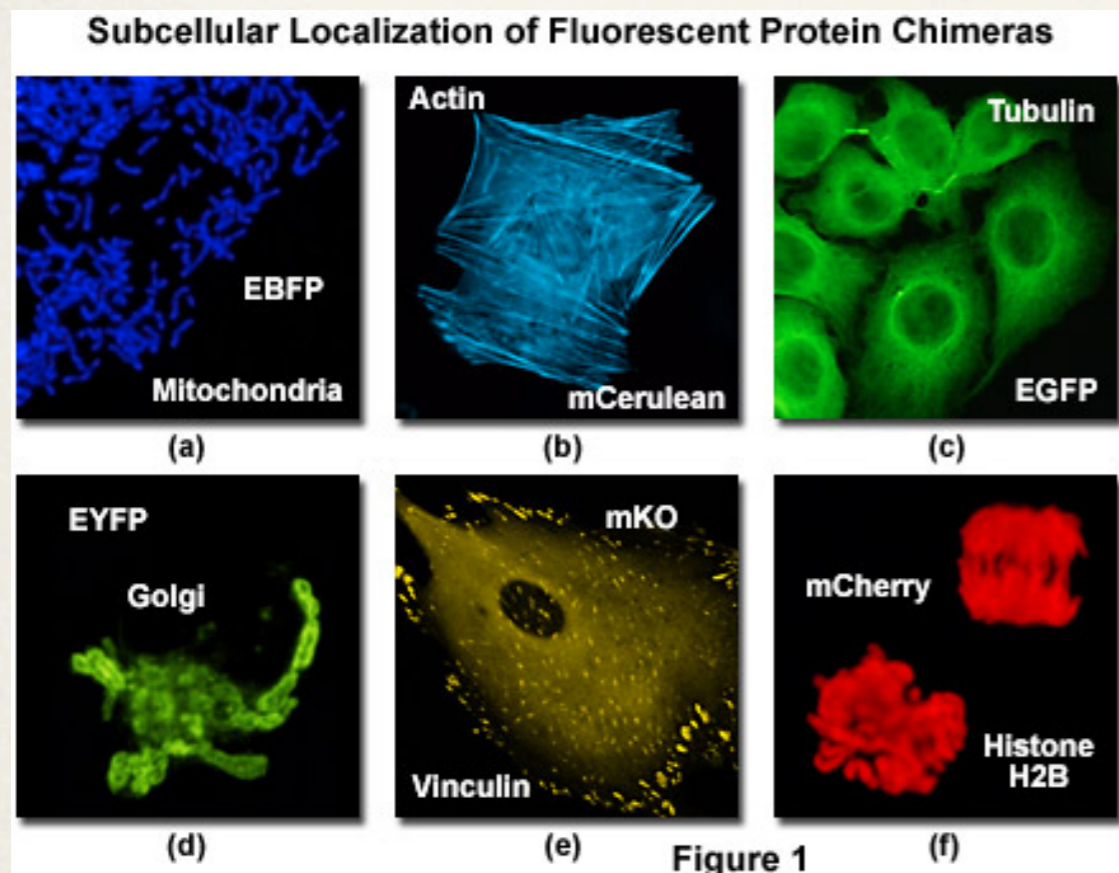 Subcellular Localization of Fluorescent Protein Chimeras
EBFP
Mitochondria
(a)
Actin
mCerulean
(b)
Tubulin
EGFP
(c)
EYFP
Golgi
(d)
mKO
Vinculin
(e)
mCherry
Histone
H2B
(f)
Figure 1